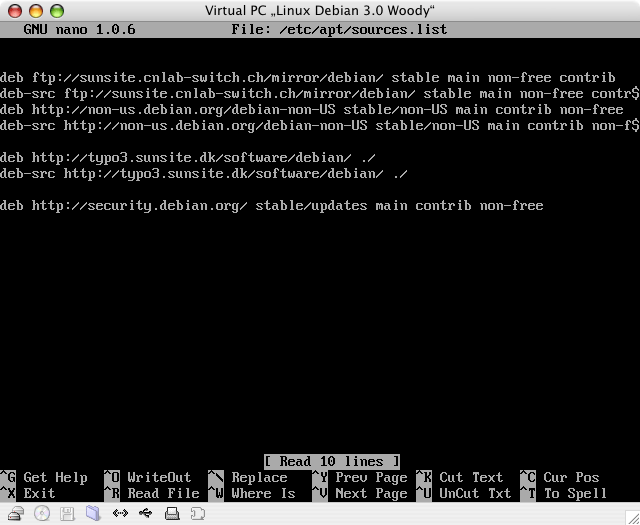 Virtual PC „Linux Debian 3.0 Woody“
GNU nano 1.0.6 File: /etc/apt/sources.list
deb ftp://sunsite.cnlab-switch.ch/mirror/debian/ stable main non-free contrib
deb-src ftp://sunsite.cnlab-switch.ch/mirror/debian/ stable main non-free contr$
deb http://non-us.debian.org/debian-non-US stable/non-US main contrib non-free
deb-src http://non-us.debian.org/debian-non-US stable/non-US main contrib non-f$
deb http://typo3.sunsite.dk/software/debian/ ./
deb-src http://typo3.sunsite.dk/software/debian/ ./
deb http://security.debian.org/ stable/updates main contrib non-free
[ Read 10 lines ]
^G Get Help ^O WriteOut ^\ Replace ^Y Prev Page ^K Cut Text ^C Cur Pos
^X Exit ^R Read File ^W Where Is ^V Next Page ^U UnCut Txt ^T To Spell